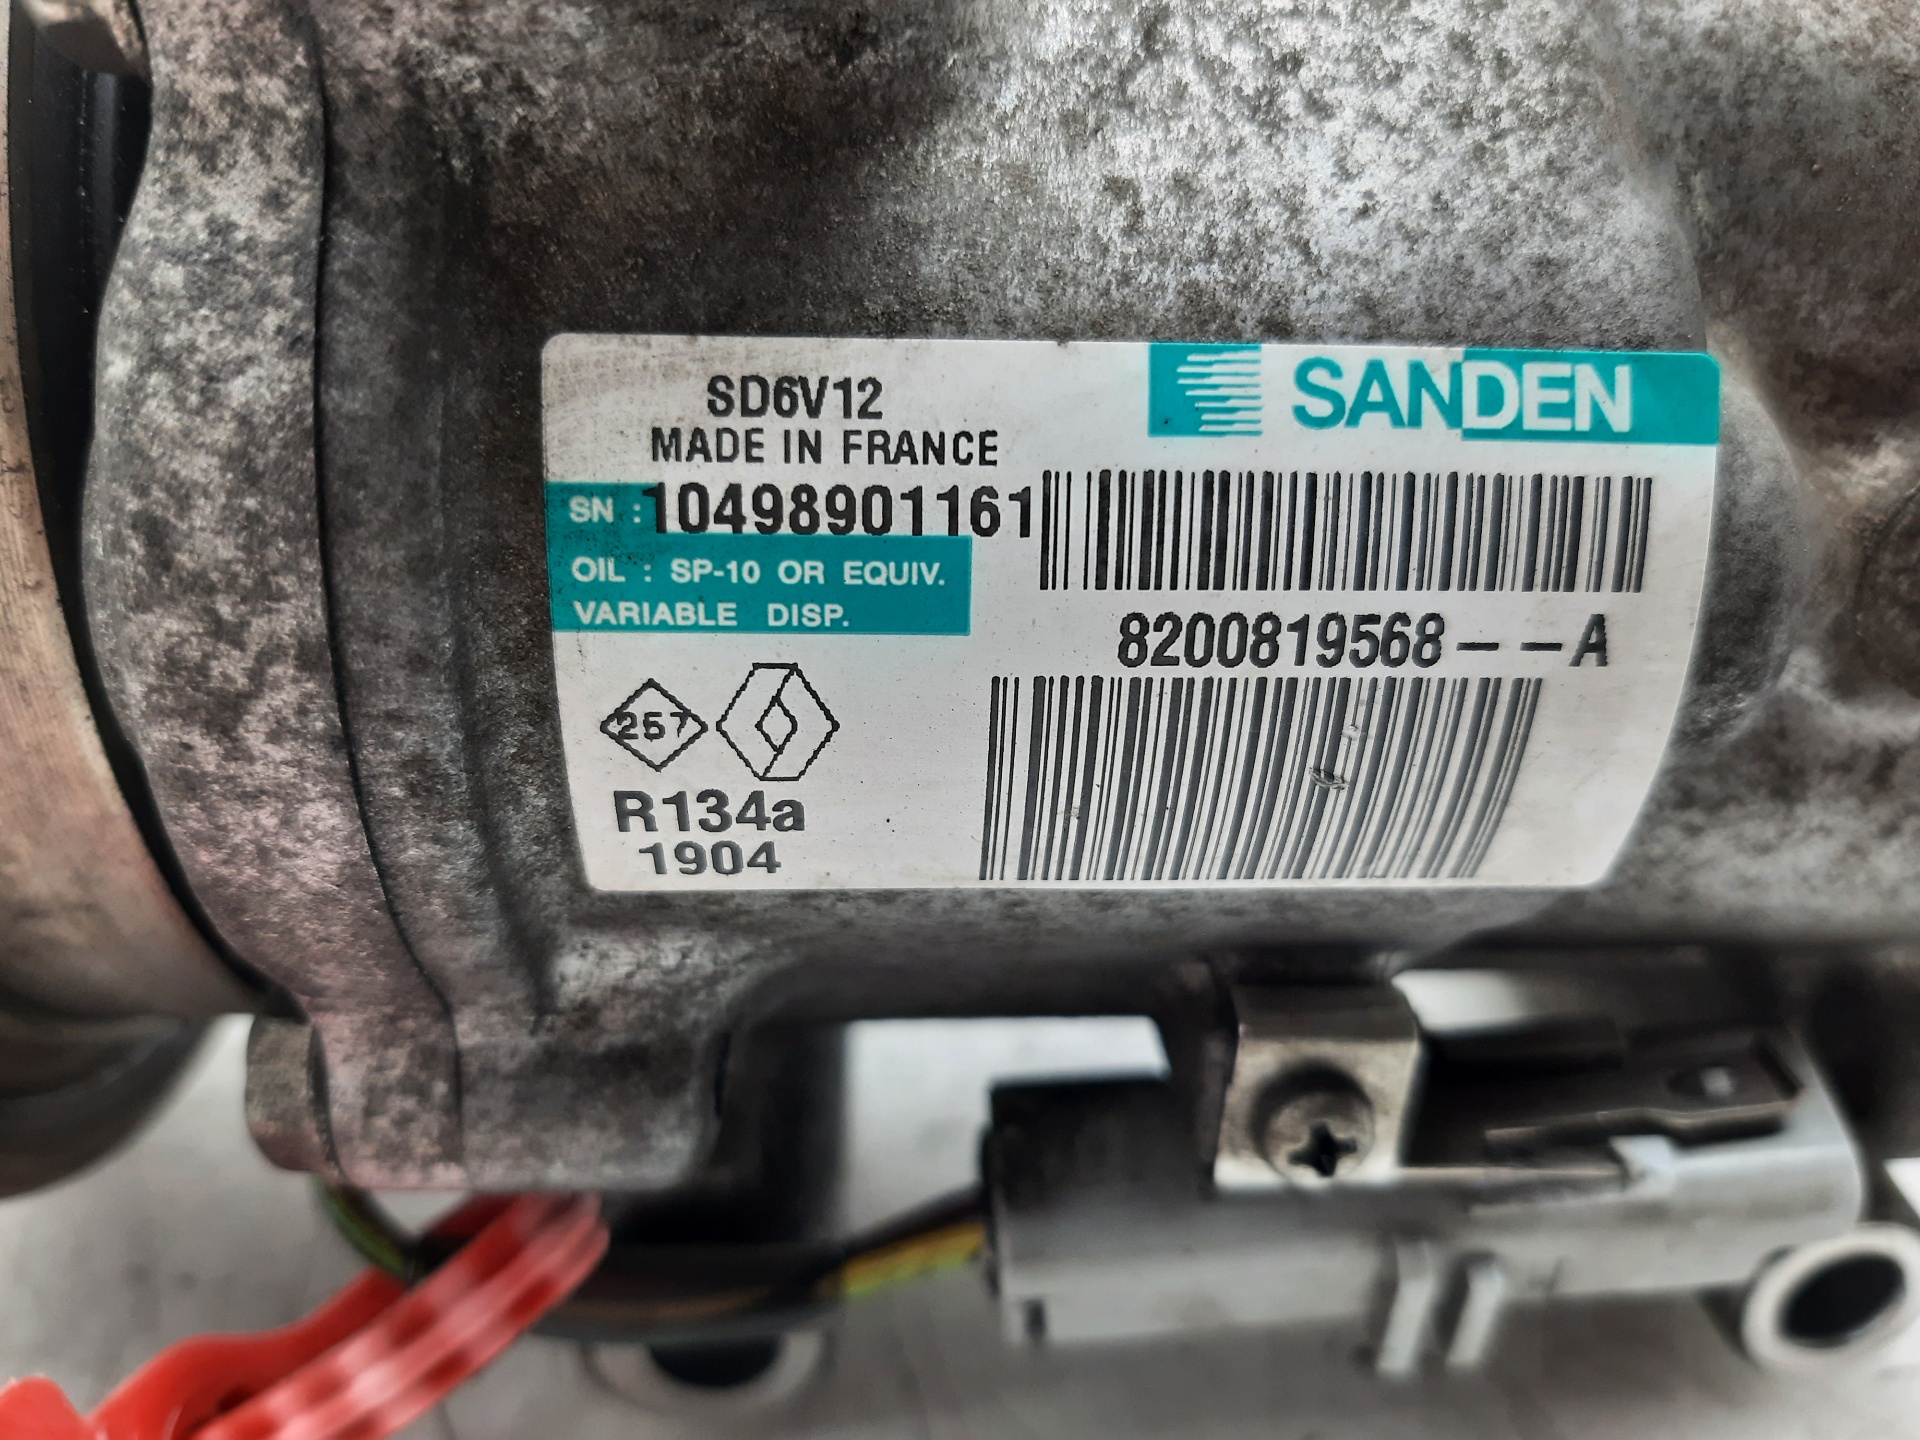 SANDEN
SD6V12
MADE IN FRANCE
SN : 10498901161
OIL : SP-10 OR EQUIV.
VARIABLE DISP.
8200819568--A
257
R134a
1904